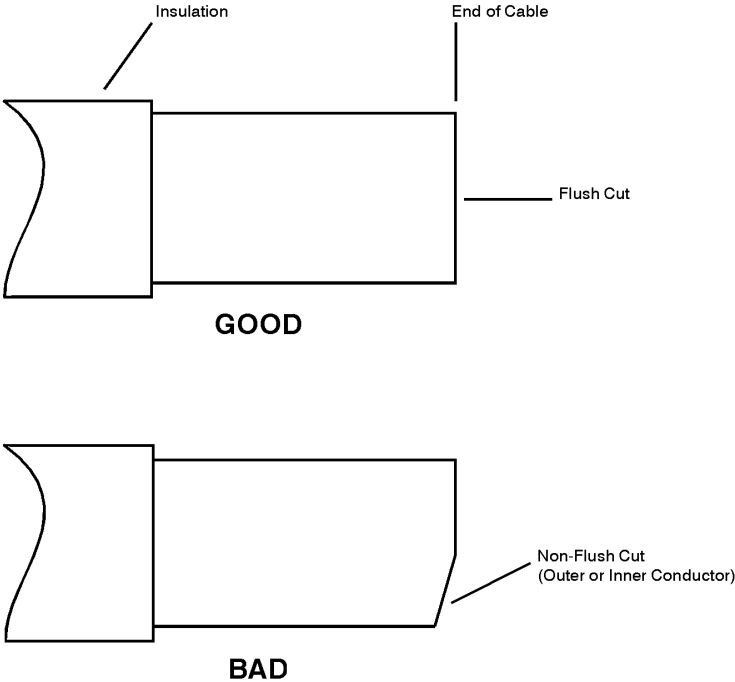 Insulation
End of Cable
Flush Cut
GOOD
Non-Flush Cut
(Outer or Inner Conductor)
BAD